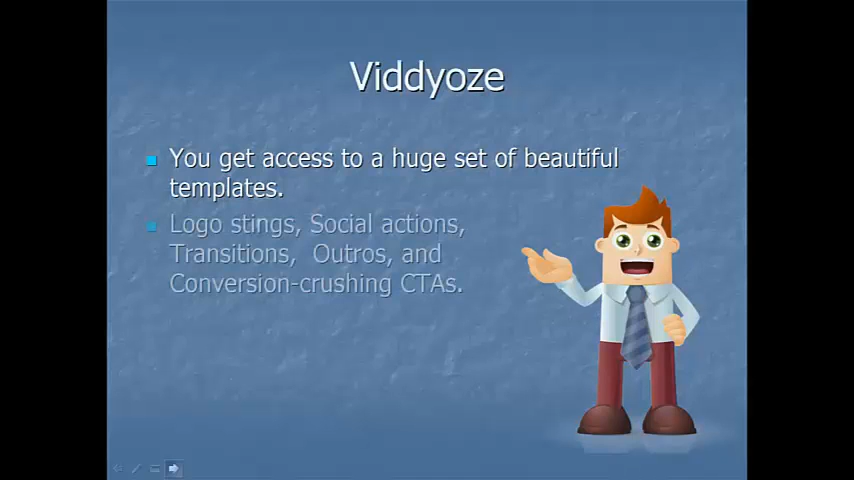 Viddyoze
You get access to a huge set of beautiful
templates.
Logo stings, Social actions,
Transitions,  Outros, and
Conversion-crushing CTAs.